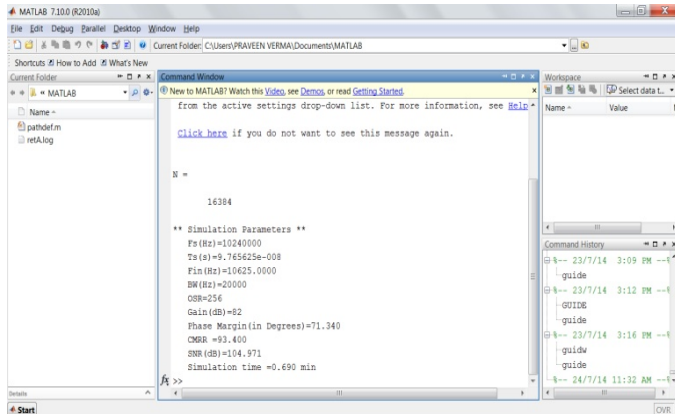 MATLAB 7.10.0 (R2010a)
File Edit Debug Parallel Desktop Window Help
Current Folder: C:\Users\PRAVEEN VERMA\Documents\MATLAB
Shortcuts How to Add What's New
Current Folder
« MATLAB
Name
pathdef.m
retA.log
Details
Command Window
New to MATLAB? Watch this Video, see Demos, or read Getting Started.
from the active settings drop-down list. For more information, see Help
Click here if you do not want to see this message again.
N =
16384
** Simulation Parameters **
Fs(Hz)=10240000
Ts(s)=9.765625e-008
Fin(Hz)=10625.0000
BW(Hz)=20000
OSR=256
Gain(dB)=82
Phase Margin(in Degrees)=71.340
CMRR =93.400
SNR(dB)=104.971
Simulation time =0.690 min
fx >>
Workspace
Select data t...
Name Value
Command History
%-- 23/7/14 3:09 PM --%
guide
%-- 23/7/14 3:12 PM --%
GUIDE
guide
%-- 23/7/14 3:16 PM --%
guidw
guide
%-- 24/7/14 11:32 AM --%
Start
OVR